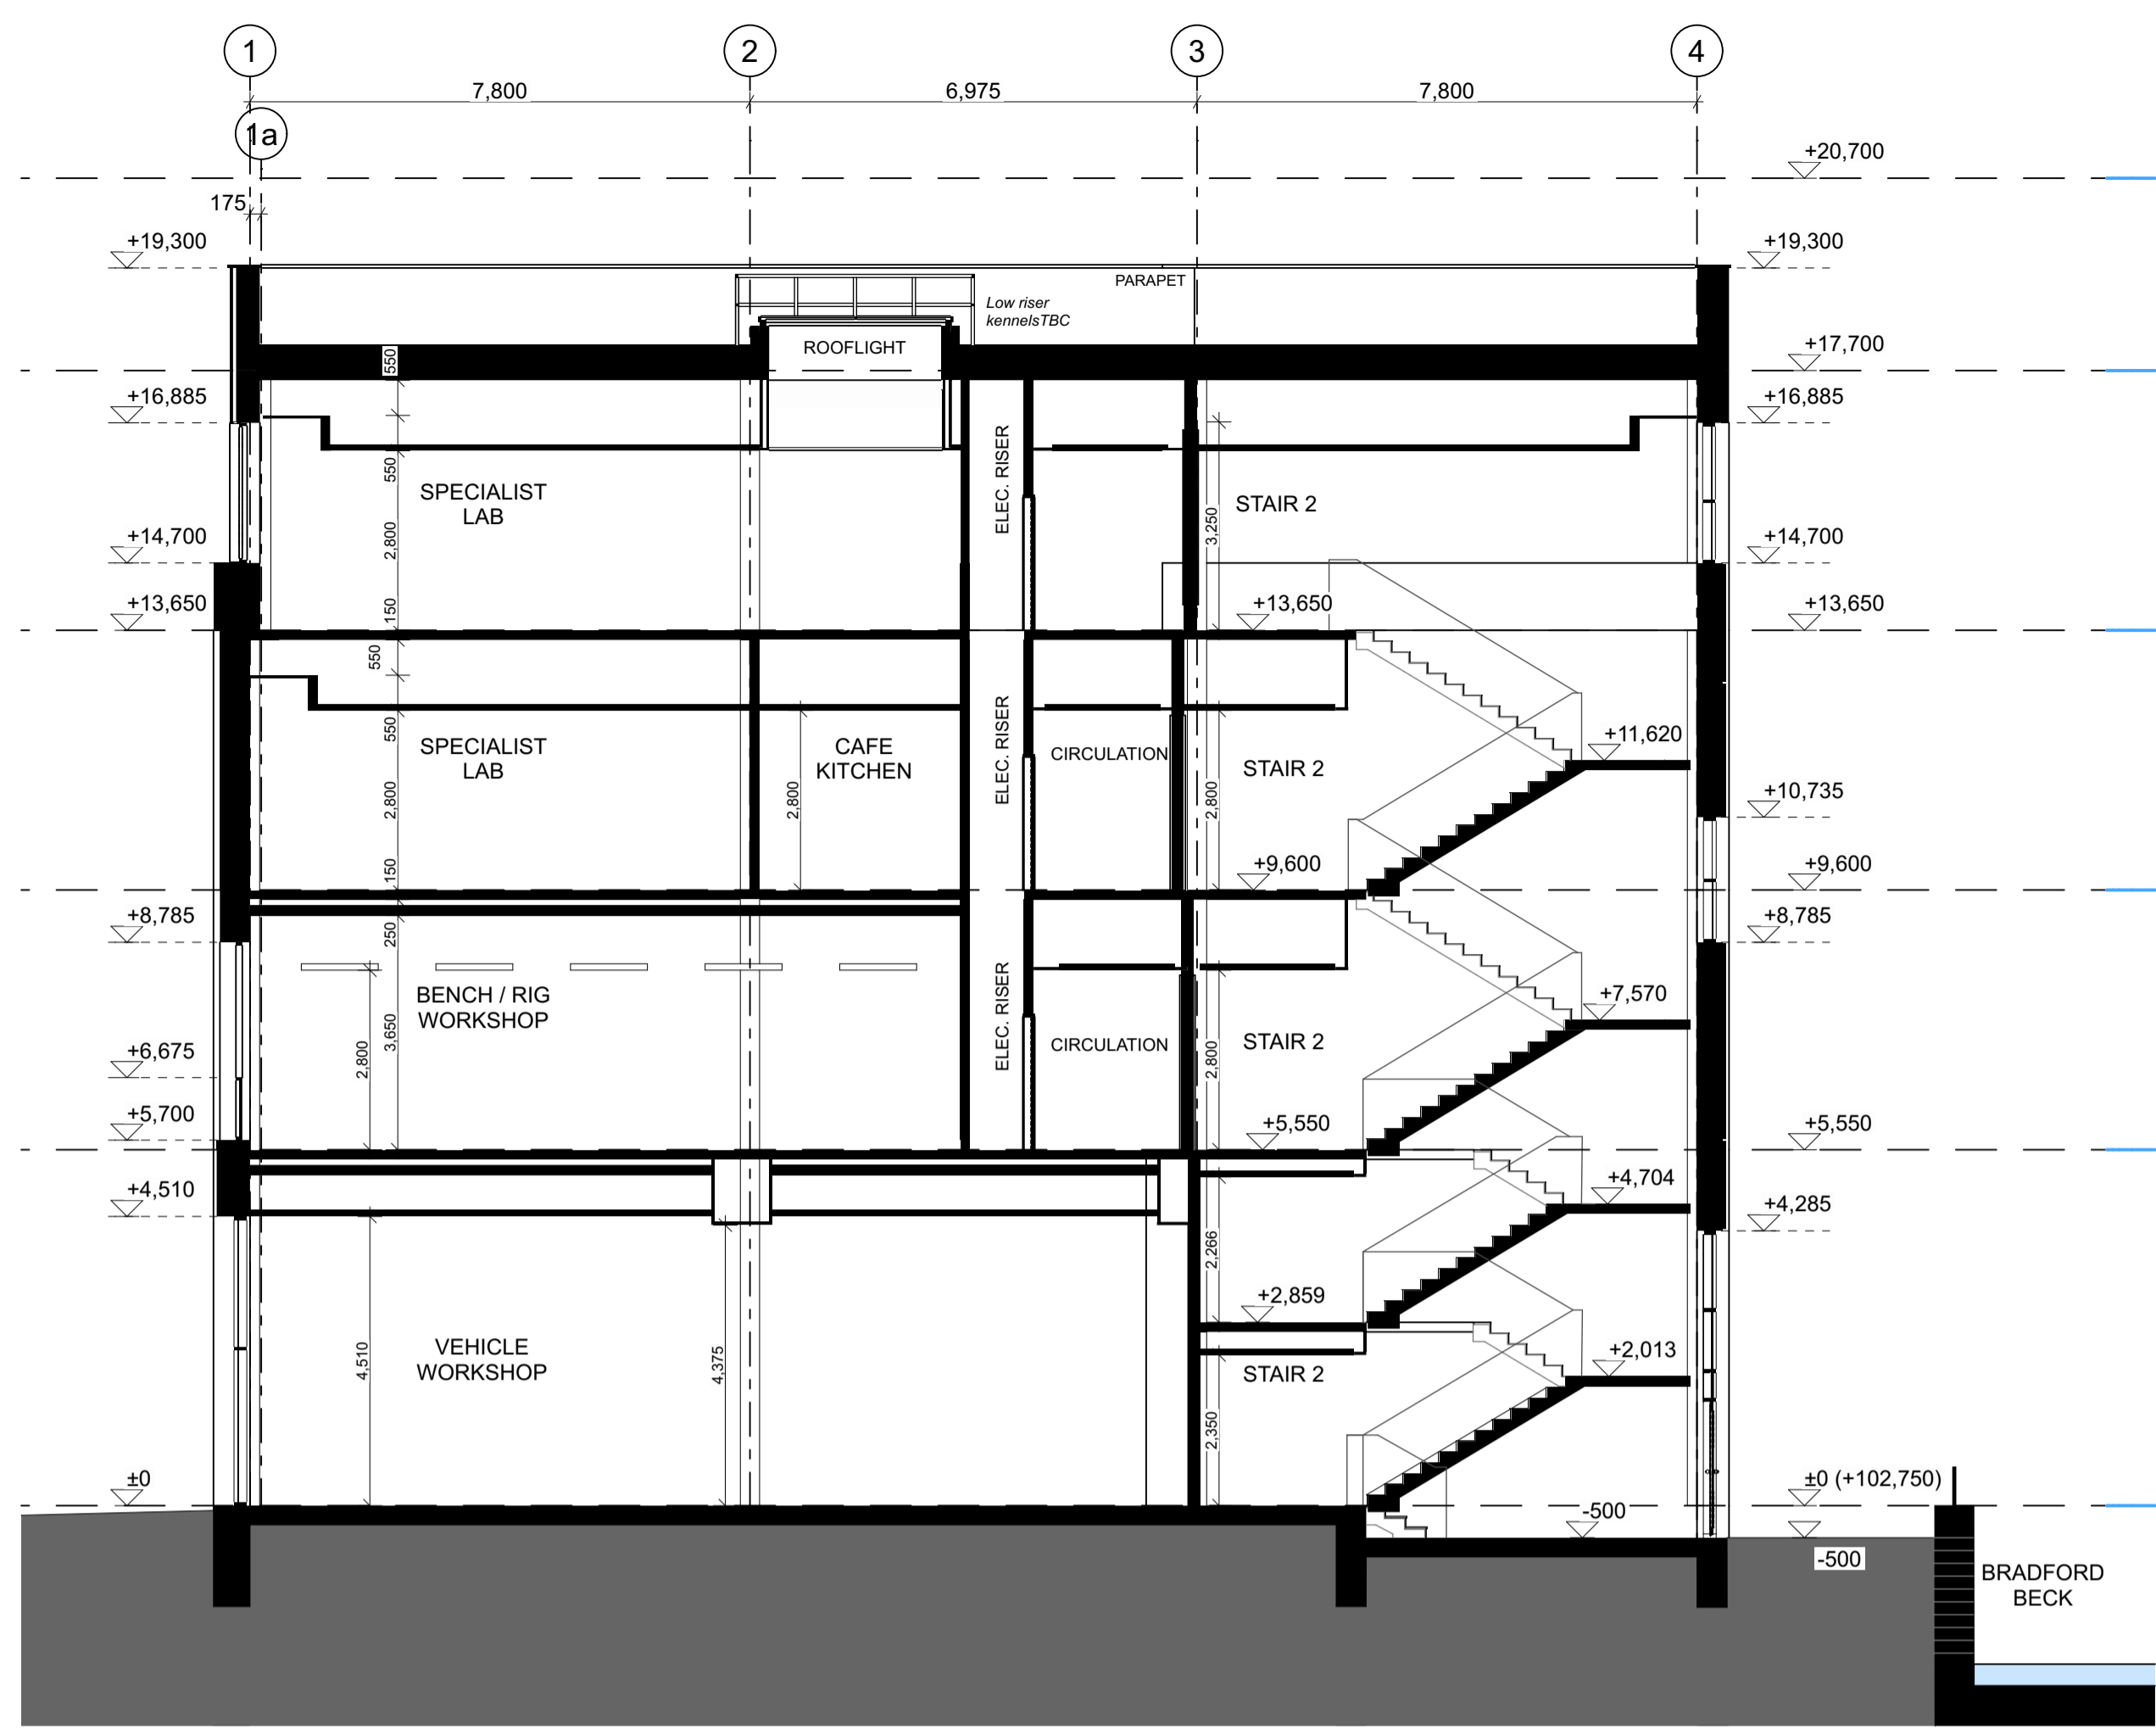 1
2
3
4
7,800
6,975
7,800
1a
+20,700
175
+19,300
+19,300
PARAPET
Low riser
kennelsTBC
ROOFLIGHT
550
+17,700
+16,885
+16,885
550
SPECIALIST
LAB
ELEC. RISER
STAIR 2
2,800
3,250
+14,700
+14,700
150
+13,650
+13,650
+13,650
550
550
SPECIALIST
LAB
CAFE
KITCHEN
ELEC. RISER
CIRCULATION
STAIR 2
+11,620
2,800
2,800
2,800
+10,735
150
+9,600
+9,600
+8,785
+8,785
250
BENCH / RIG
WORKSHOP
ELEC. RISER
CIRCULATION
STAIR 2
+7,570
2,800
3,650
2,800
+6,675
+5,700
+5,550
+5,550
+4,510
+4,704
+4,285
2,266
+2,859
VEHICLE
WORKSHOP
4,510
4,375
STAIR 2
+2,013
2,350
±0
±0 (+102,750)
-500
-500
BRADFORD
BECK